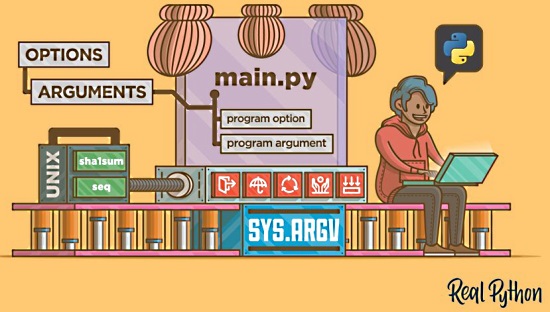 OPTIONS
ARGUMENTS
main.py
program option
program argument
UNIX
sha1sum
seq
SYS.ARGV
Real Python